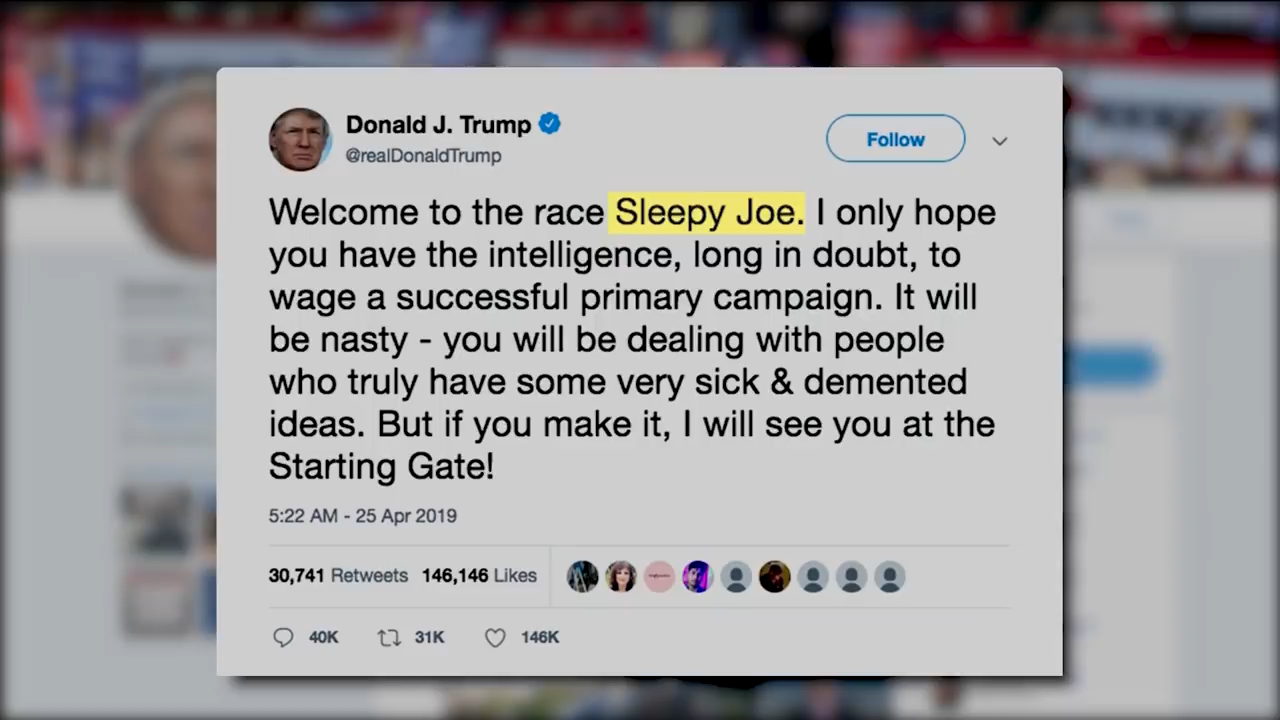 Donald J. Trump
Follow
@realDonaldTrump
Welcome to the race Sleepy Joe. I only hope
you have the intelligence, long in doubt, to
wage a successful primary campaign. It will
be nasty - you will be dealing with people
who truly have some very sick & demented
ideas. But if you make it, I will see you at the
Starting Gate!
5:22 AM - 25 Apr 2019
30,741 Retweets 146,146 Likes
40K 31K 146K